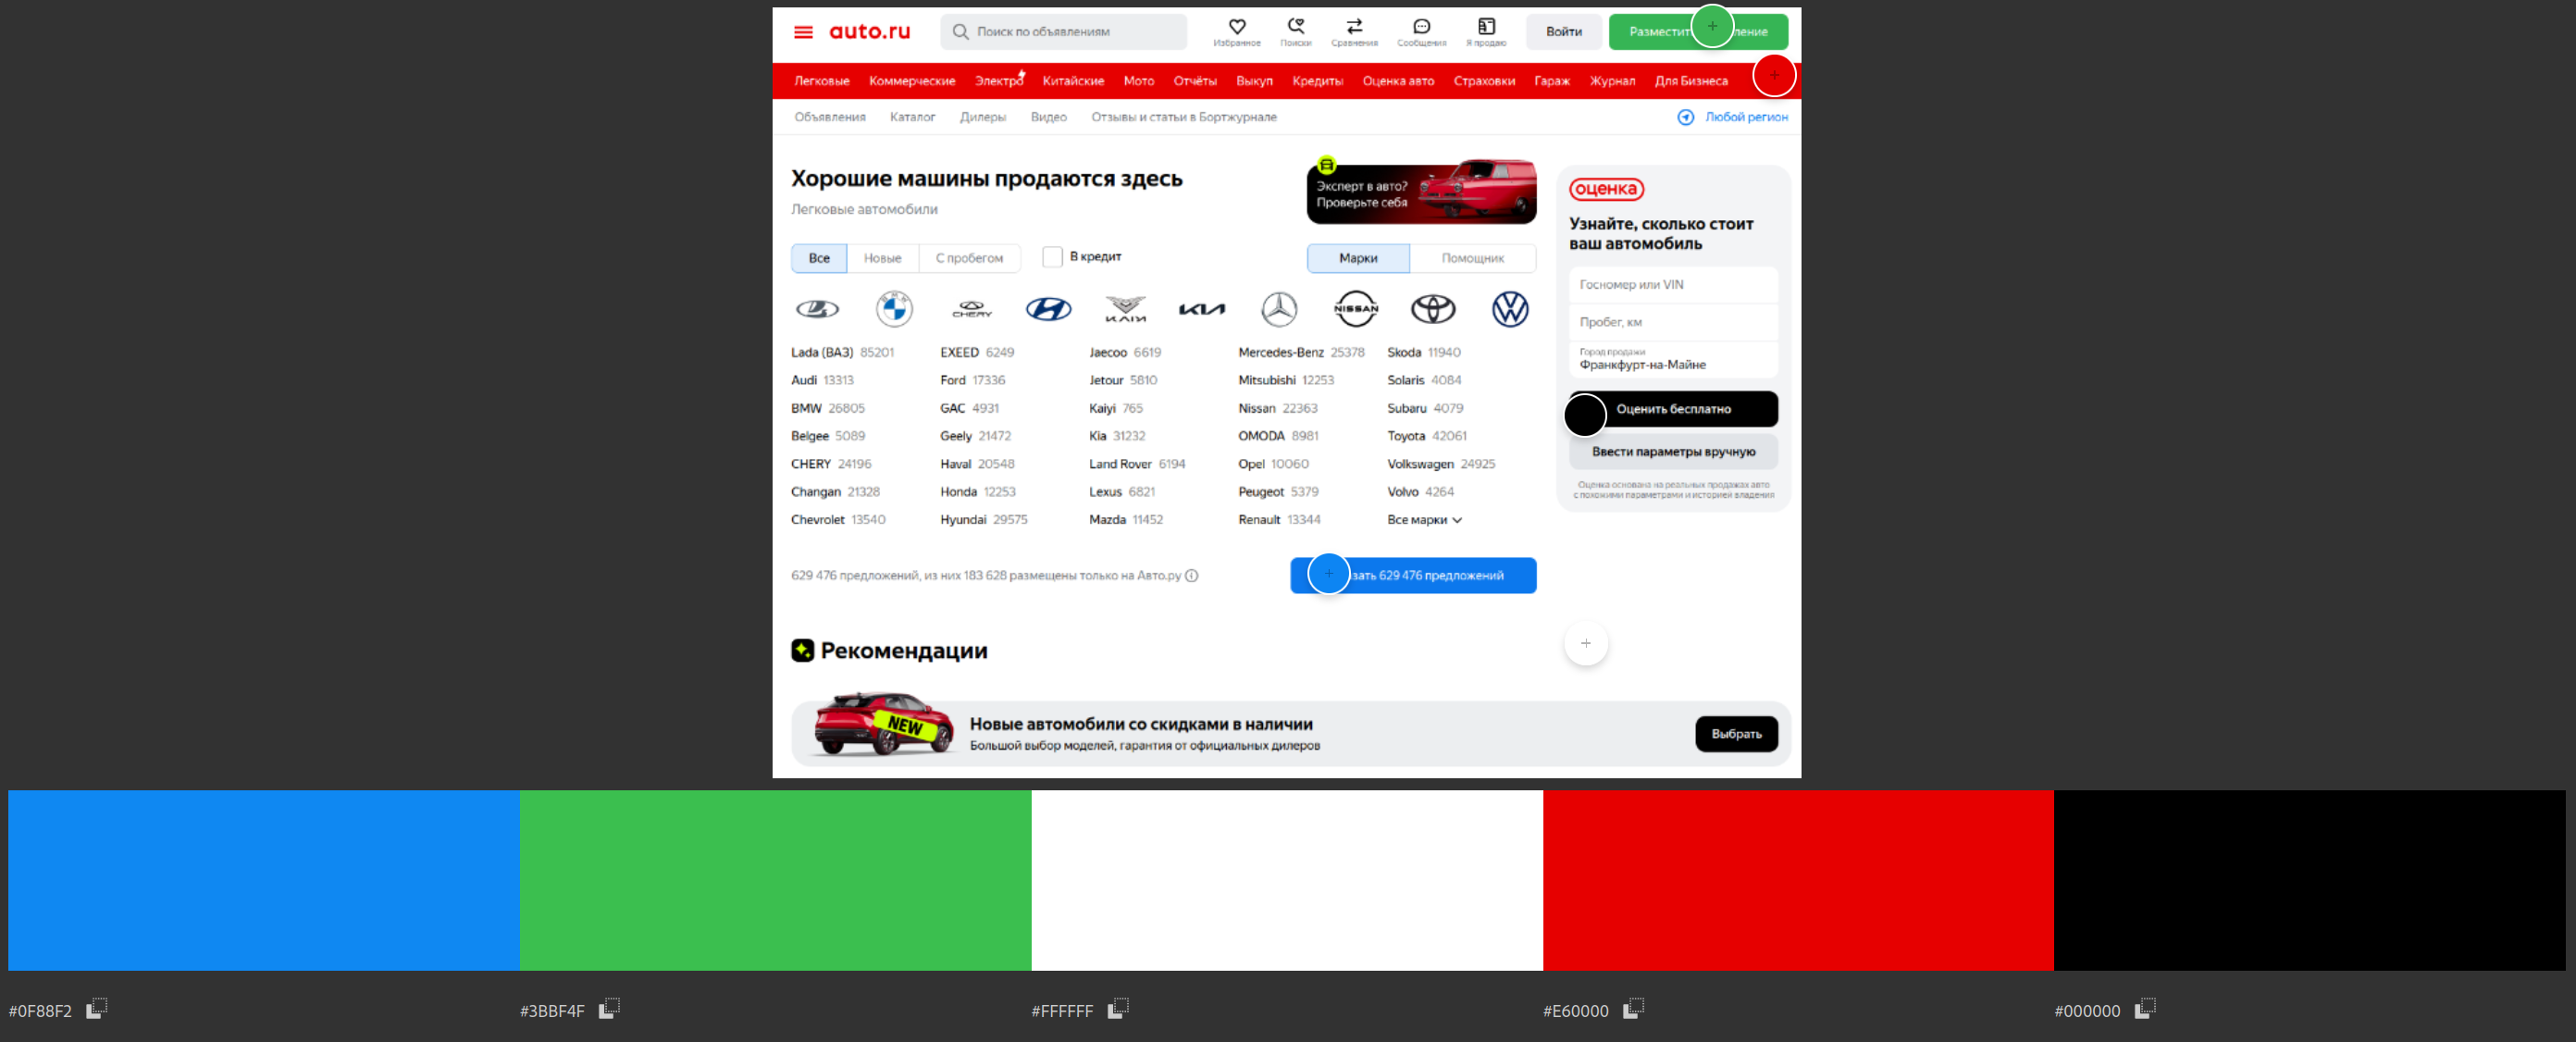 auto.ru
Поиск по объявлениям
Избранное
Поиски
Сравнения
Сообщения
Я продаю
Войти
Легковые Коммерческие Электро Китайские Мото Отчёты Выкуп Кредиты Оценка авто Страховки Гараж Журнал Для Бизнеса
Объявления Каталог Дилеры Видео Отзывы и статьи в Бортжурнале
Любой регион
Хорошие машины продаются здесь
Легковые автомобили
Эксперт в авто?
Проверьте себя
Все Новые С пробегом
В кредит
Марки Помощник
CHERY
NISSAN
Lada (ВАЗ) 85201 EXEED 6249 Jaecoo 6619 Mercedes-Benz 25378 Skoda 11940
Audi 13313 Ford 17336 Jetour 5810 Mitsubishi 12253 Solaris 4084
BMW 26805 GAC 4931 Kaiyi 765 Nissan 22363 Subaru 4079
Belgee 5089 Geely 21472 Kia 31232 OMODA 8981 Toyota 42061
CHERY 24196 Haval 20548 Land Rover 6194 Opel 10060 Volkswagen 24925
Changan 21328 Honda 12253 Lexus 6821 Peugeot 5379 Volvo 4264
Chevrolet 13540 Hyundai 29575 Mazda 11452 Renault 13344 Все марки
629 476 предложений, из них 183 628 размещены только на Авто.ру
629 476 предложений
оценка
Узнайте, сколько стоит
ваш автомобиль
Госномер или VIN
Пробег, км
Город продажи
Франкфурт-на-Майне
Оценить бесплатно
Ввести параметры вручную
Оценка основана на реальных продажах авто
с похожими параметрами и историей владения
Рекомендации
NEW
Новые автомобили со скидками в наличии
Большой выбор моделей, гарантия от официальных дилеров
Выбрать
#0F88F2
#3BBF4F
#FFFFFF
#E60000
#000000